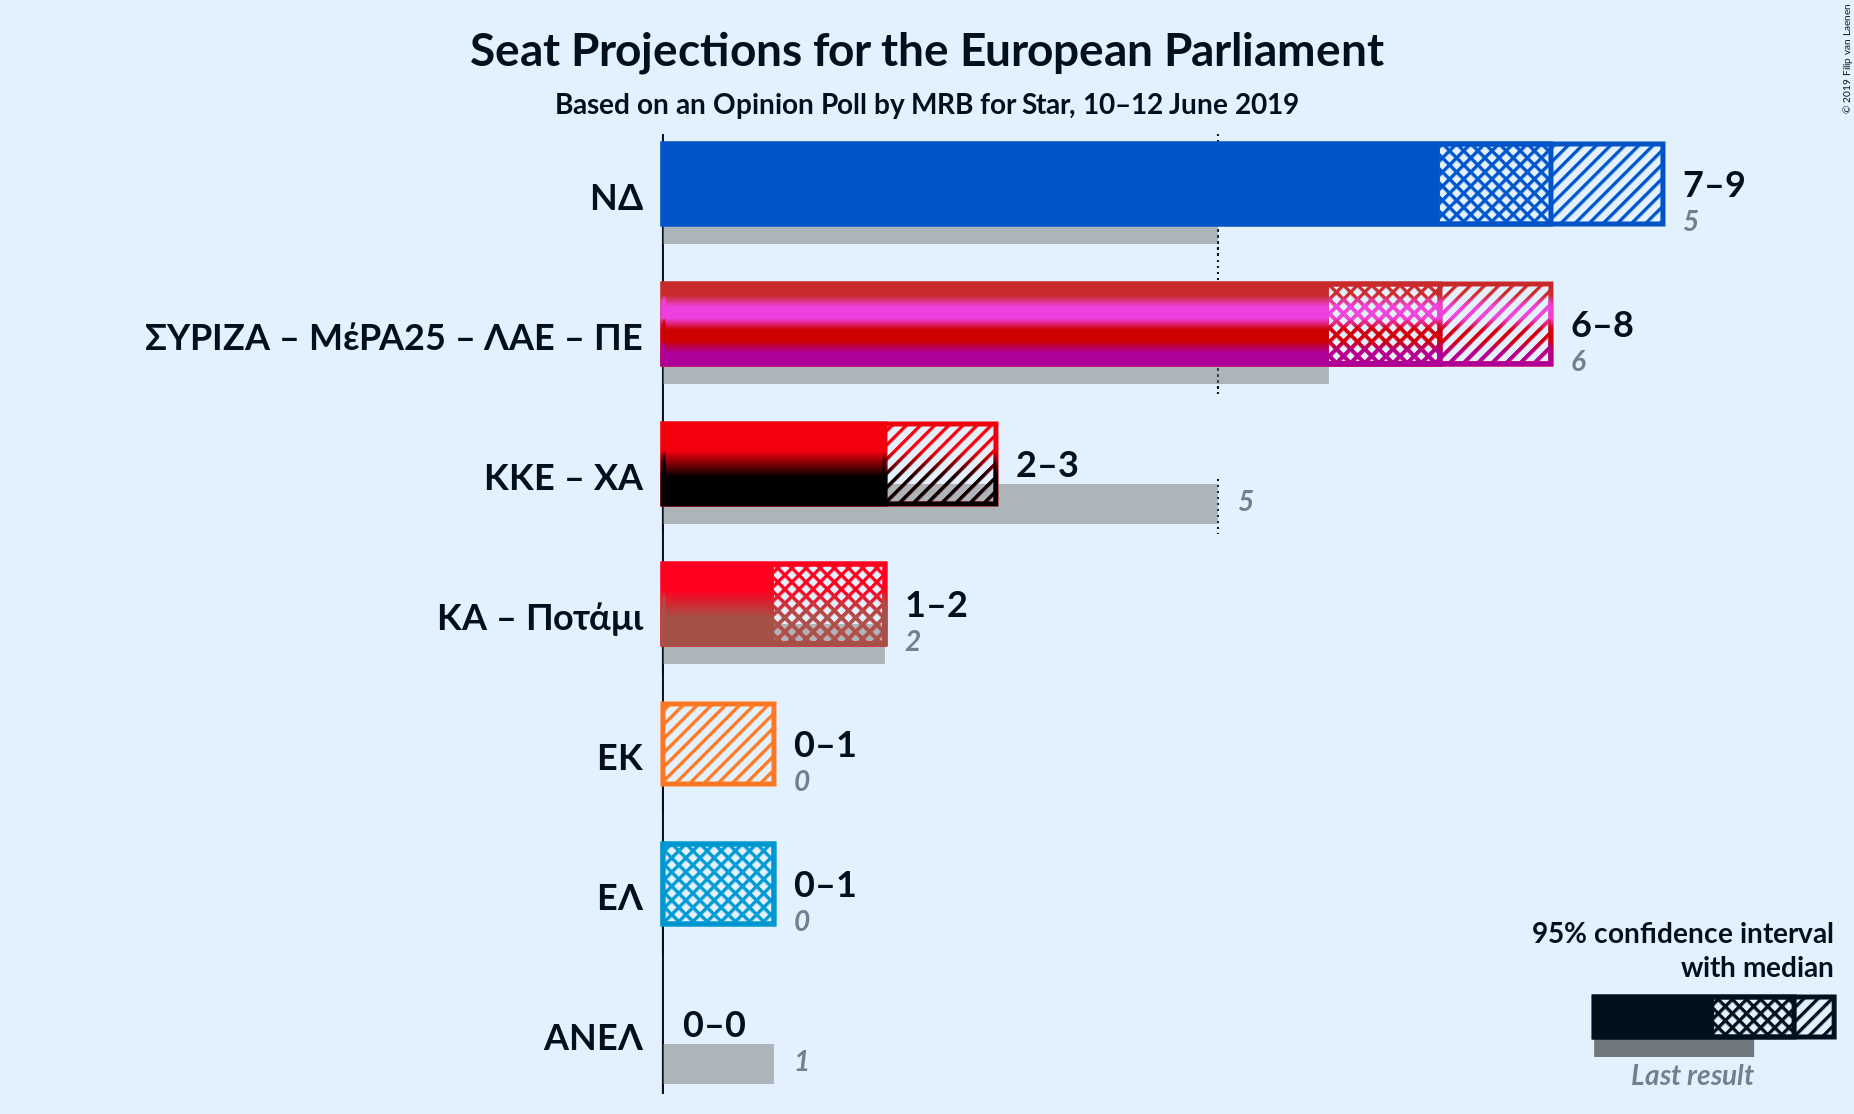 Seat Projections for the European Parliament
Based on an Opinion Poll by MRB for Star, 10–12 June 2019
© 2019 Filip van Laenen
ΝΔ
7–9
5
ΣΥΡΙΖΑ – ΜέΡΑ25 – ΛΑΕ – ΠΕ
6–8
6
ΚΚΕ – ΧΑ
2–3
5
ΚΑ – Ποτάμι
1–2
2
ΕΚ
0–1
0
ΕΛ
0–1
0
ΑΝΕΛ
0–0
1
95% confidence interval
with median
Last result